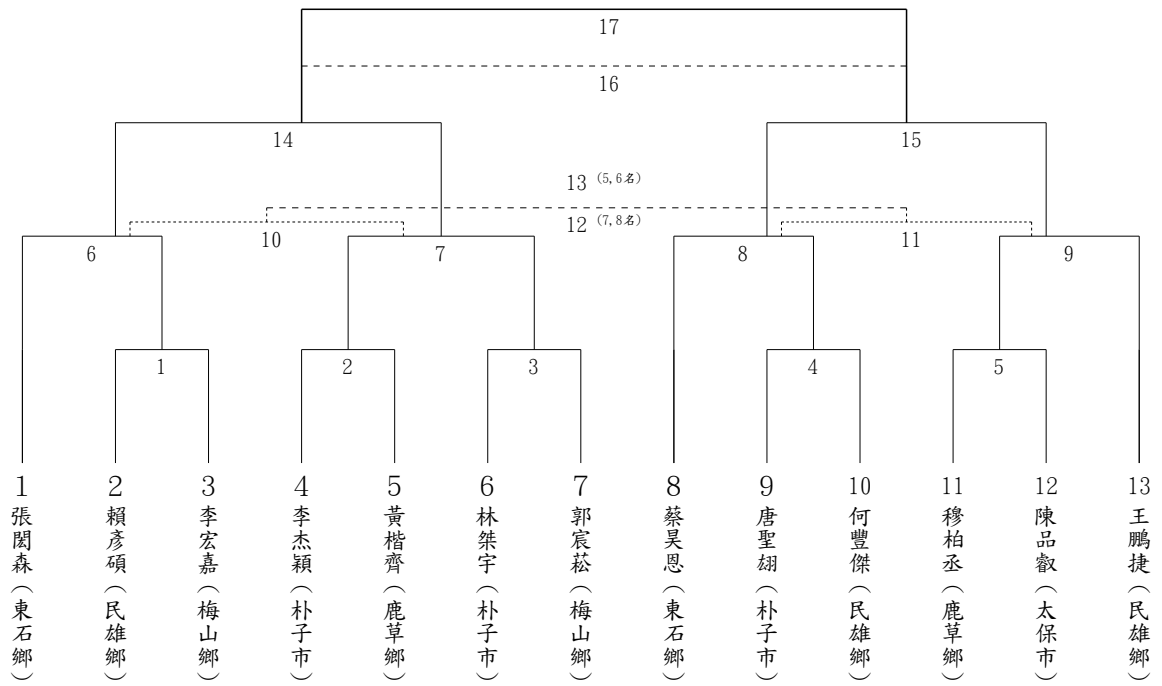 17
16
14
15
13 (5,6名)
12 (7,8名)
10
11
6
7
8
9
1
2
3
4
5
1 張閎森(東石鄉)
2 賴彥碩(民雄鄉)
3 李宏嘉(梅山鄉)
4 李杰穎(朴子市)
5 黃楷齊(鹿草鄉)
6 林桀宇(朴子市)
7 郭宸菘(梅山鄉)
8 蔡昊恩(東石鄉)
9 唐聖翃(朴子市)
10 何豐傑(民雄鄉)
11 穆柏丞(鹿草鄉)
12 陳品叡(太保市)
13 王鵬捷(民雄鄉)